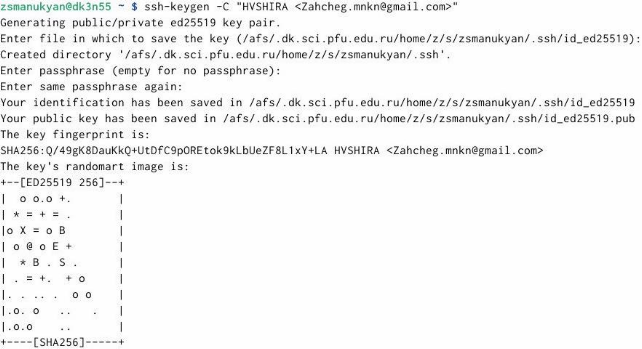 zsmanukyan@dk3n55 ~ $ ssh-keygen -C "HVSHIRA <Zahcheg.mnkn@gmail.com>"
Generating public/private ed25519 key pair.
Enter file in which to save the key (/afs/.dk.sci.pfu.edu.ru/home/z/s/zsmanukyan/.ssh/id_ed25519):
Created directory '/afs/.dk.sci.pfu.edu.ru/home/z/s/zsmanukyan/.ssh'.
Enter passphrase (empty for no passphrase):
Enter same passphrase again:
Your identification has been saved in /afs/.dk.sci.pfu.edu.ru/home/z/s/zsmanukyan/.ssh/id_ed25519
Your public key has been saved in /afs/.dk.sci.pfu.edu.ru/home/z/s/zsmanukyan/.ssh/id_ed25519.pub
The key fingerprint is:
SHA256:Q/49gK8DauKkQ+UtDfC9pOREtok9kLbUeZF8L1xY+LA HVSHIRA <Zahcheg.mnkn@gmail.com>
The key's randomart image is:
+--[ED25519 256]--+
|  o o.o +.       |
| * = + = .       |
|o X = o B        |
| o @ o E +       |
|  * B . S .      |
| . = +.  + o     |
|. . .. .  o o    |
|.o. o   ..   .   |
|.o.o    ..       |
+----[SHA256]-----+